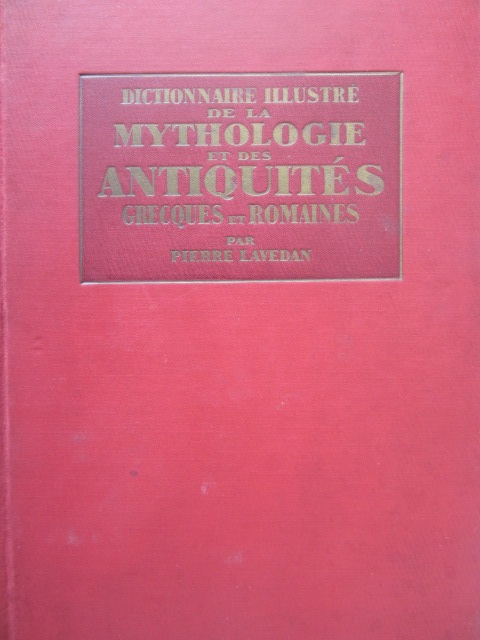 DICTIONNAIRE ILLUSTRÉ
DE LA
MYTHOLOGIE
ET DES
ANTIQUITÉS
GRECQUES ET ROMAINES
PAR
PIERRE LAVEDAN